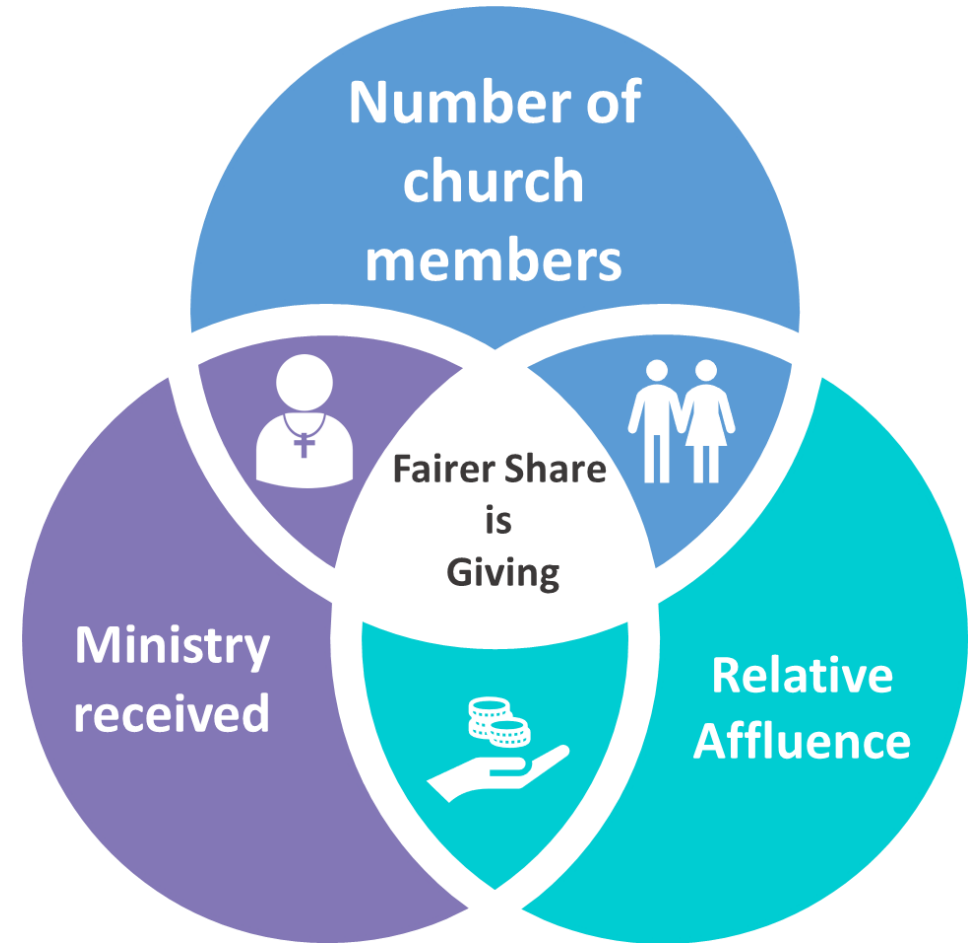 Number of
church
members
Fairer Share
is
Giving
Ministry
received
Relative
Affluence